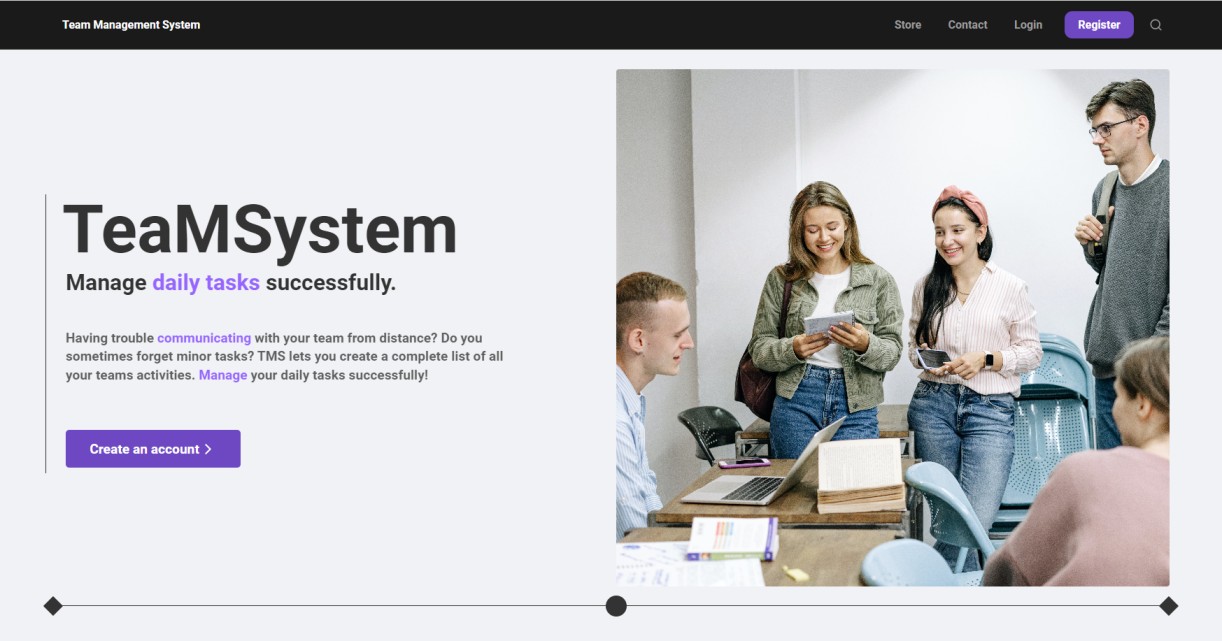 Team Management System
Store
Contact
Login
Register
TeaMSystem
Manage daily tasks successfully.
Having trouble communicating with your team from distance? Do you
sometimes forget minor tasks? TMS lets you create a complete list of all
your teams activities. Manage your daily tasks successfully!
Create an account